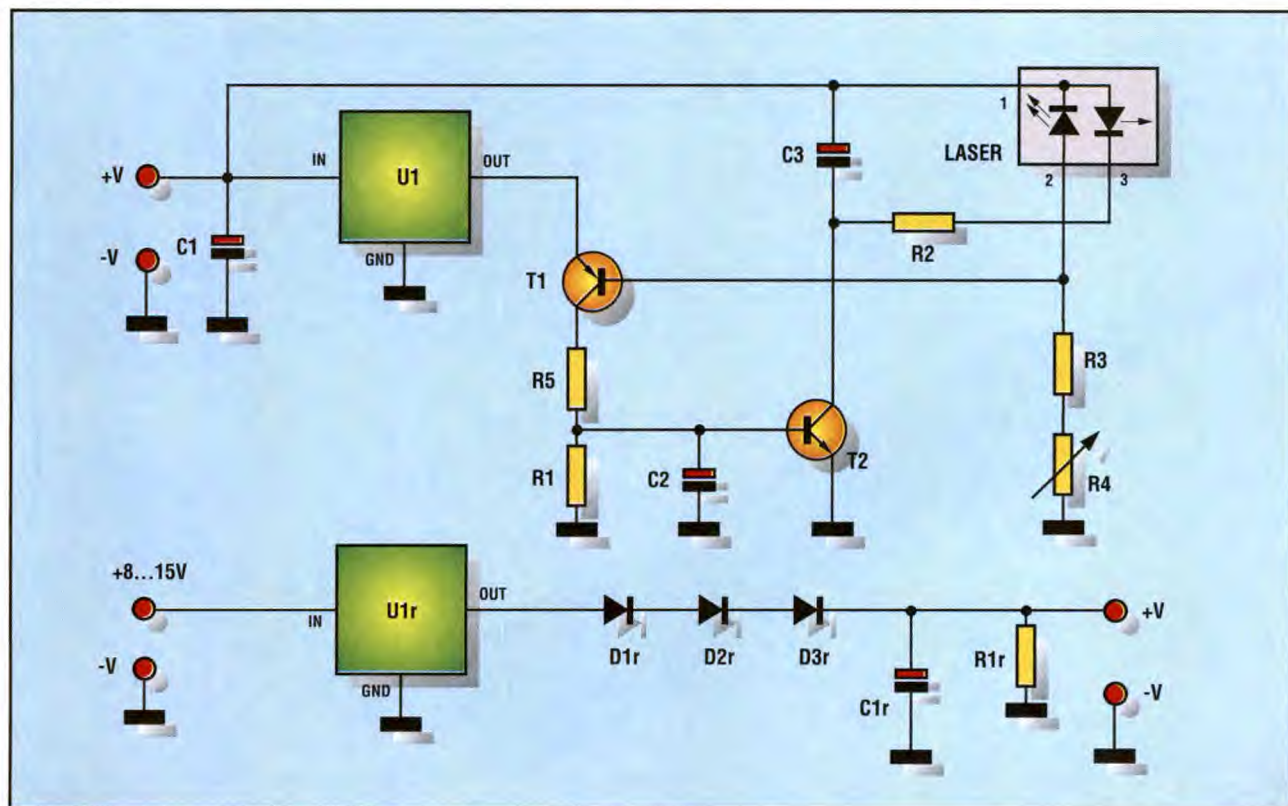 1
LASER
2
3
IN
U1
OUT
GND
C3
+V
C1
-V
R2
T1
R3
R5
R4
T2
R1
C2
+8...15V
IN
U1r
OUT
GND
-V
D1r
D2r
D3r
C1r
R1r
+V
-V